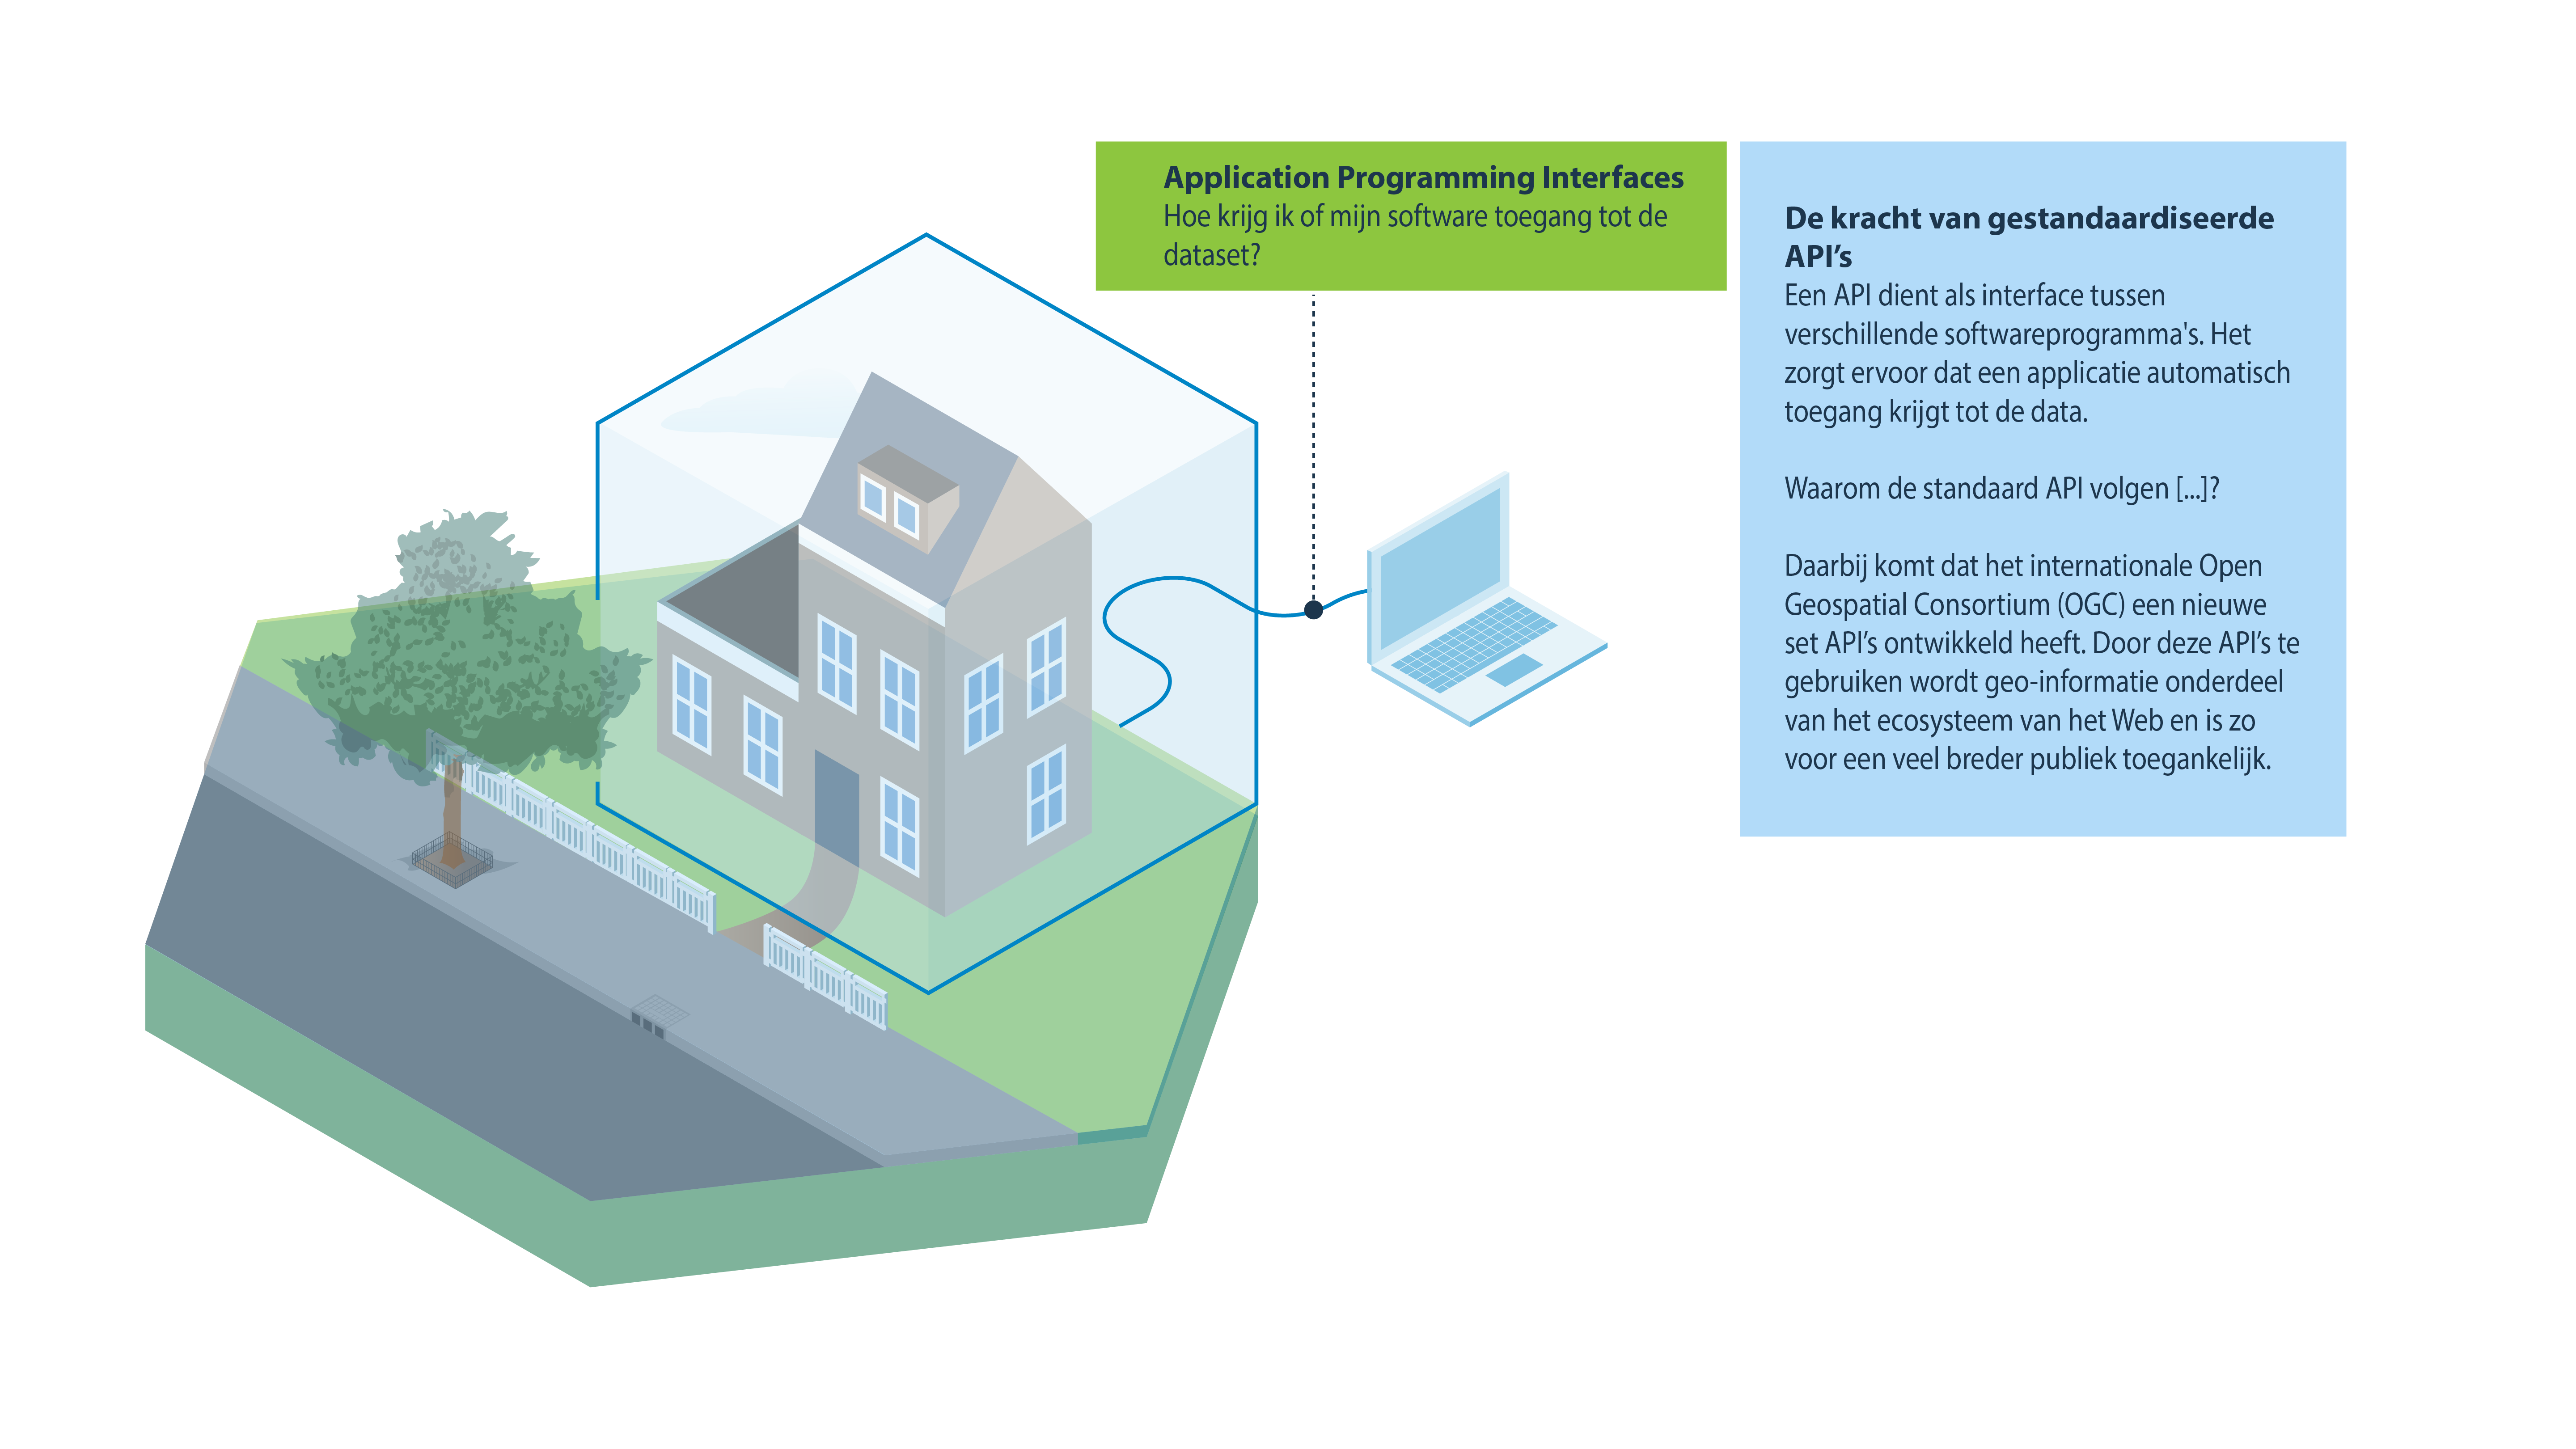 Application Programming Interfaces
Hoe krijg ik of mijn software toegang tot de
dataset?
De kracht van gestandaardiseerde
API’s
Een API dient als interface tussen
verschillende softwareprogramma's. Het
zorgt ervoor dat een applicatie automatisch
toegang krijgt tot de data.
Waarom de standaard API volgen [...]?
Daarbij komt dat het internationale Open
Geospatial Consortium (OGC) een nieuwe
set API’s ontwikkeld heeft. Door deze API’s te
gebruiken wordt geo-informatie onderdeel
van het ecosysteem van het Web en is zo
voor een veel breder publiek toegankelijk.